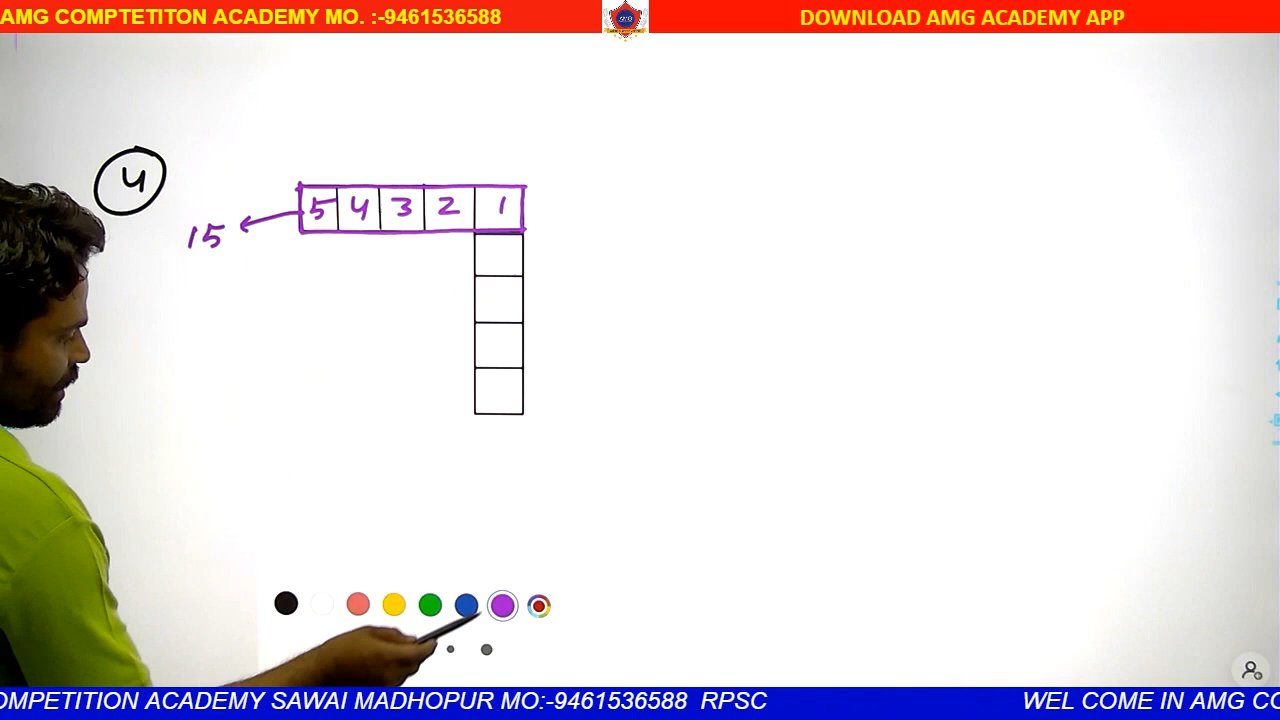 AMG COMPTETITON ACADEMY MO. :-9461536588
DOWNLOAD AMG ACADEMY APP
4
5 4 3 2 1
15
OMPETITION ACADEMY SAWAI MADHOPUR MO:-9461536588 RPSC
WEL COME IN AMG CO